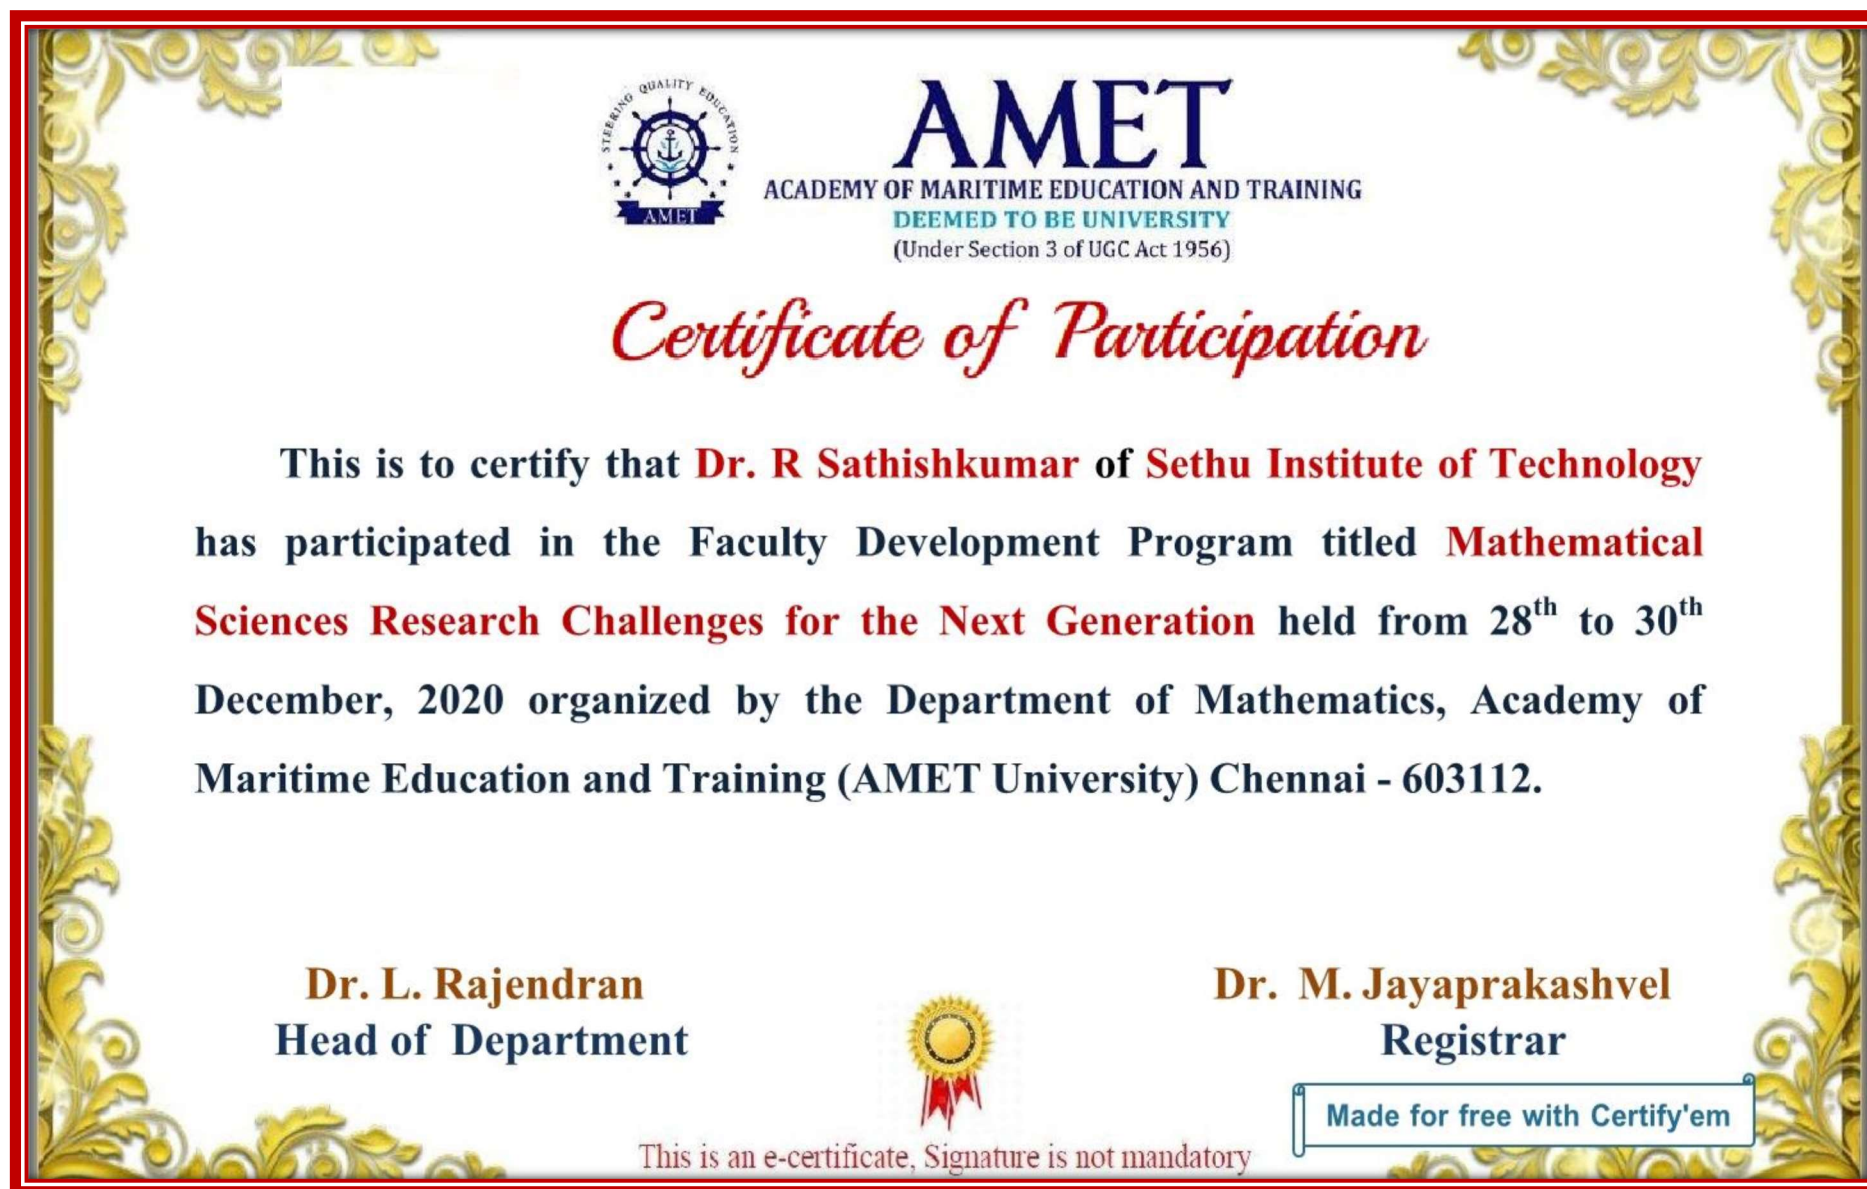 STEERING QUALITY EDUCATION
AMET
AMET
ACADEMY OF MARITIME EDUCATION AND TRAINING
DEEMED TO BE UNIVERSITY
(Under Section 3 of UGC Act 1956)
Certificate of Participation
This is to certify that Dr. R Sathishkumar of Sethu Institute of Technology
has participated in the Faculty Development Program titled Mathematical
Sciences Research Challenges for the Next Generation held from 28th to 30th
December, 2020 organized by the Department of Mathematics, Academy of
Maritime Education and Training (AMET University) Chennai - 603112.
Dr. L. Rajendran
Head of Department
Dr. M. Jayaprakashvel
Registrar
Made for free with Certify'em
This is an e-certificate, Signature is not mandatory